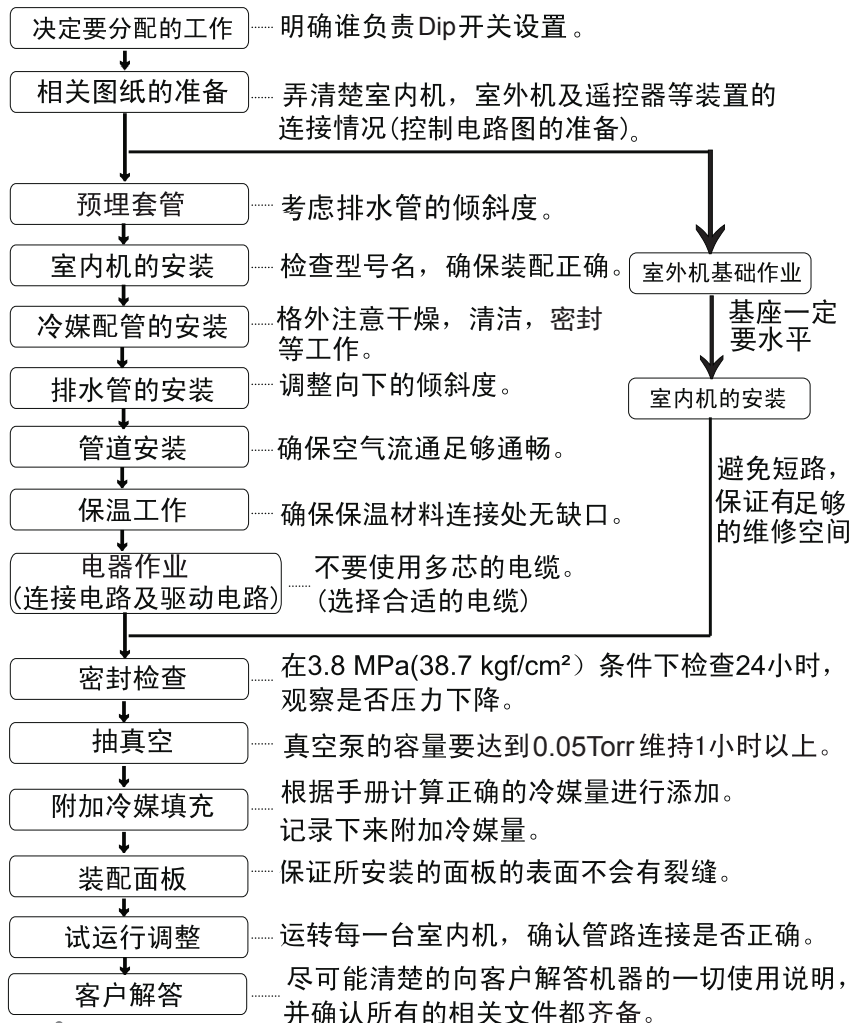 决定要分配的工作
明确谁负责Dip开关设置。
相关图纸的准备
弄清楚室内机，室外机及遥控器等装置的
连接情况(控制电路图的准备)。
预埋套管
考虑排水管的倾斜度。
室内机的安装
检查型号名，确保装配正确。
室外机基础作业
冷媒配管的安装
格外注意干燥，清洁，密封
等工作。
基座一定
要水平
排水管的安装
调整向下的倾斜度。
室内机的安装
管道安装
确保空气流通足够通畅。
避免短路，
保证有足够
的维修空间
保温工作
确保保温材料连接处无缺口。
电器作业
(连接电路及驱动电路)
不要使用多芯的电缆。
(选择合适的电缆)
密封检查
在3.8 MPa(38.7 kgf/cm²）条件下检查24小时，
观察是否压力下降。
抽真空
真空泵的容量要达到0.05Torr 维持1小时以上。
附加冷媒填充
根据手册计算正确的冷媒量进行添加。
记录下来附加冷媒量。
装配面板
保证所安装的面板的表面不会有裂缝。
试运行调整
运转每一台室内机，确认管路连接是否正确。
客户解答
尽可能清楚的向客户解答机器的一切使用说明，
并确认所有的相关文件都齐备。